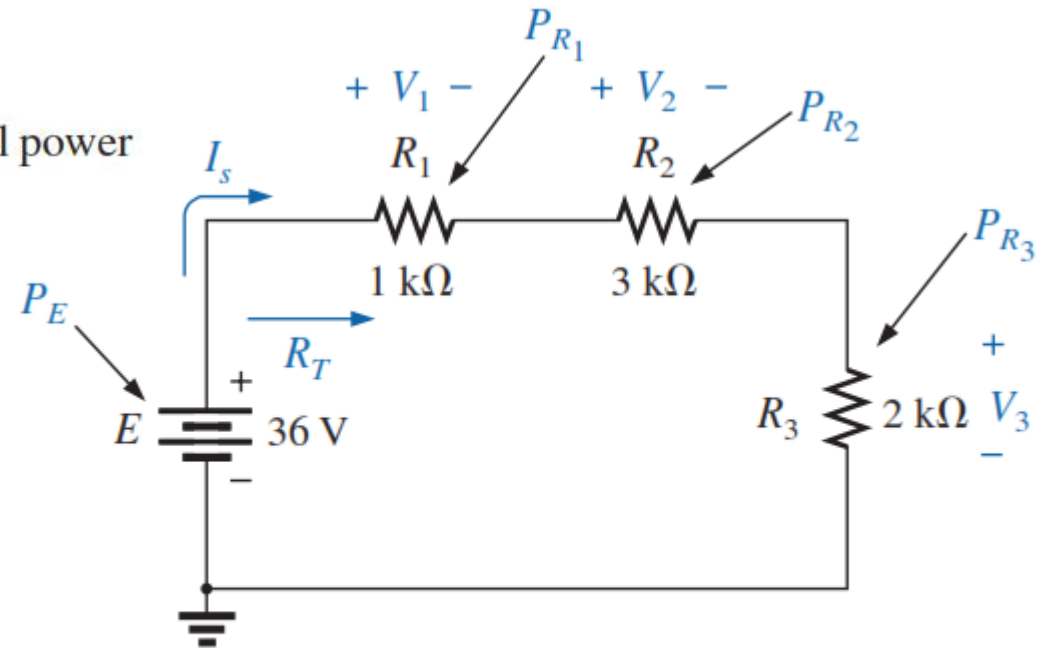 P_R₁
+ V₁ − + V₂ −
P_R₂
l power
I_s R₁ R₂
P_R₃
1 kΩ 3 kΩ
P_E
R_T
+
+
E 36 V R₃ 2 kΩ V₃
−
−